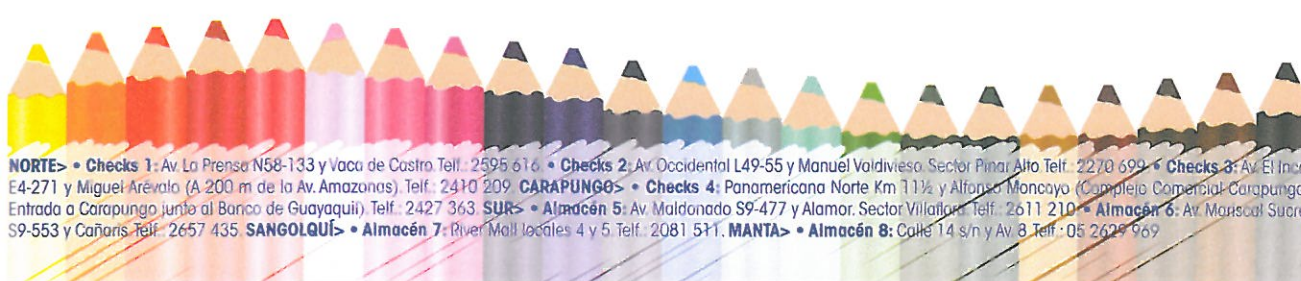 NORTE> • Checks 1: Av. La Prensa N58-133 y Vaca de Castro. Telf.: 2595 616. • Checks 2: Av. Occidental L49-55 y Manuel Valdivieso. Sector Pinar Alto Telf.: 2270 699 • Checks 3: Av. El Inca
E4-271 y Miguel Arévalo (A 200 m de la Av. Amazonas). Telf.: 2410 209. CARAPUNGO> • Checks 4: Panamericana Norte Km 11½ y Alfonso Moncayo (Complejo Comercial Carapungo
Entrada a Carapungo junto al Banco de Guayaquil). Telf.: 2427 363. SUR> • Almacén 5: Av. Maldonado S9-477 y Alamor. Sector Villaflora. Telf.: 2611 210 • Almacén 6: Av. Mariscal Sucre
S9-553 y Cañaris. Telf.: 2657 435. SANGOLQUÍ> • Almacén 7: River Mall locales 4 y 5. Telf.: 2081 511. MANTA> • Almacén 8: Calle 14 s/n y Av. 8 Telf.: 05 2629 969